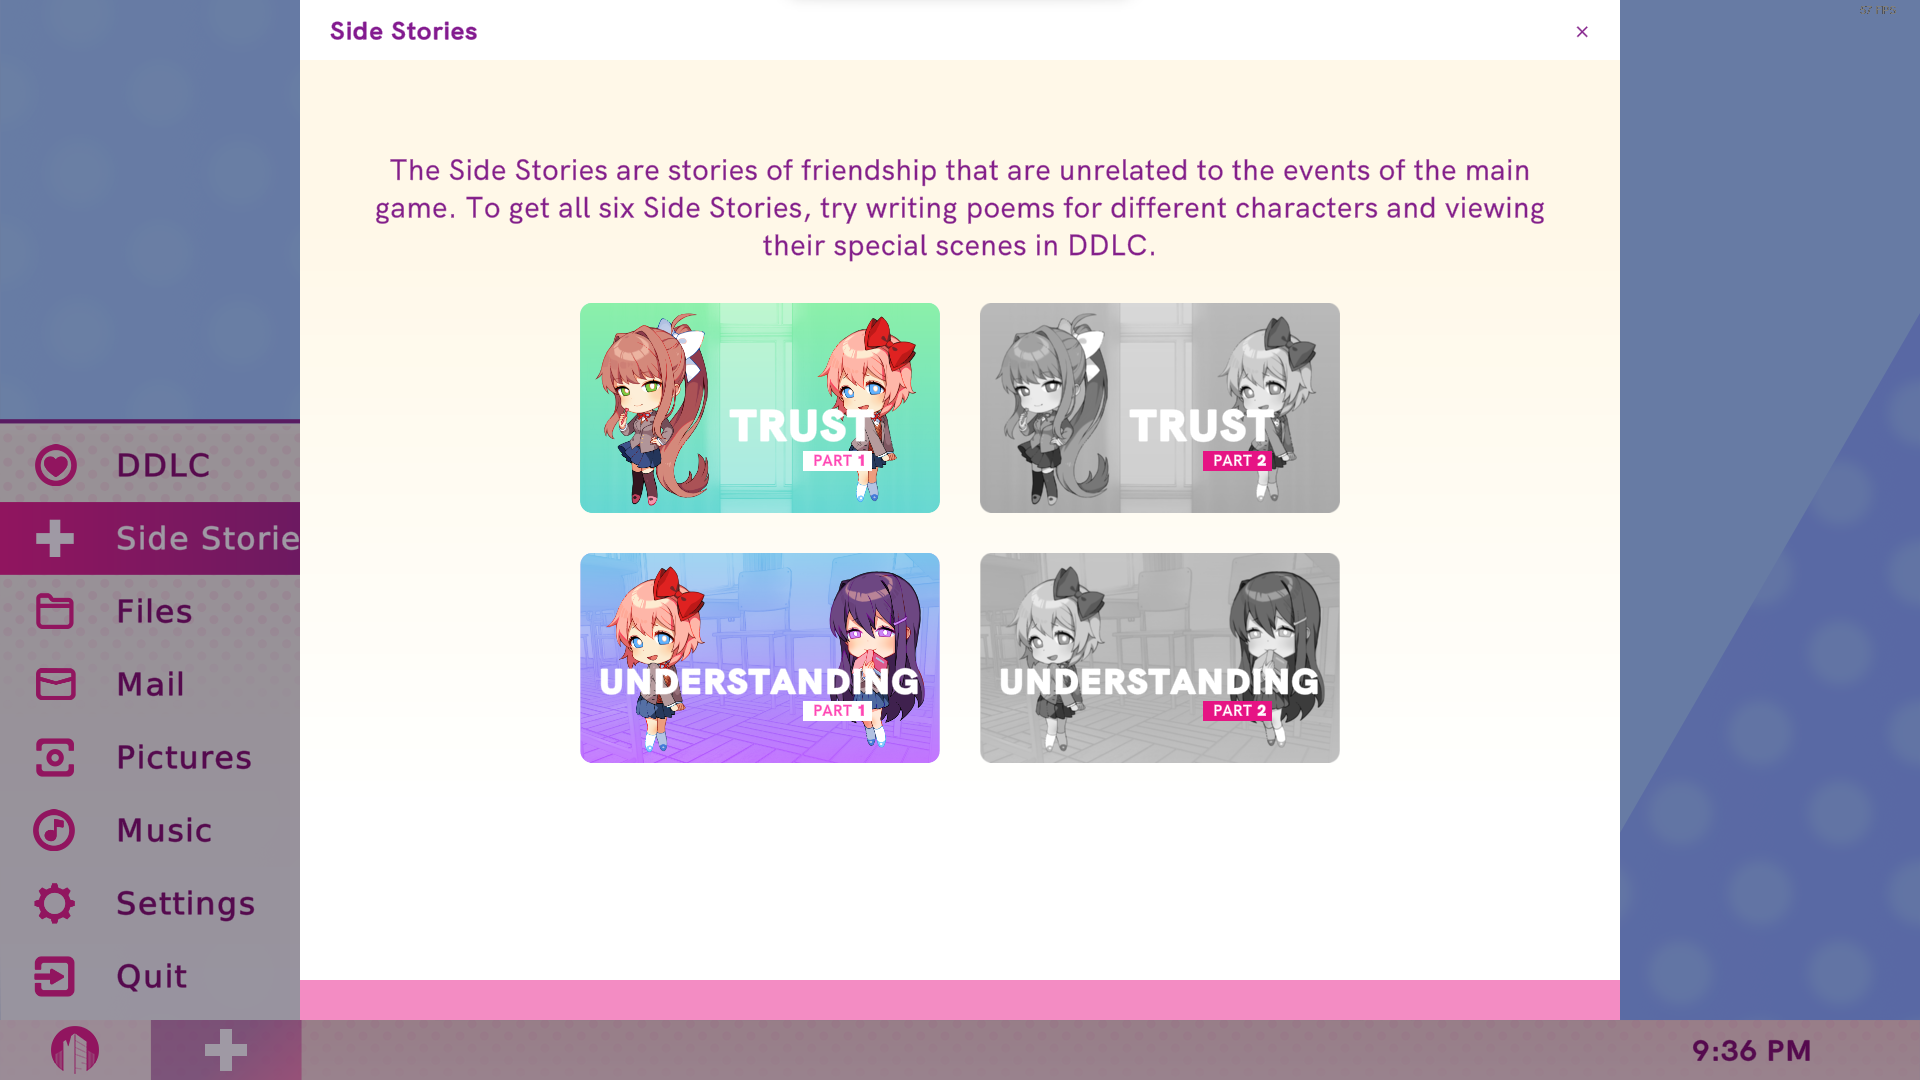 Side Stories
The Side Stories are stories of friendship that are unrelated to the events of the main
game. To get all six Side Stories, try writing poems for different characters and viewing
their special scenes in DDLC.
TRUST
PART 1
TRUST
PART 2
UNDERSTANDING
PART 1
UNDERSTANDING
PART 2
DDLC
Side Storie
Files
Mail
Pictures
Music
Settings
Quit
9:36 PM